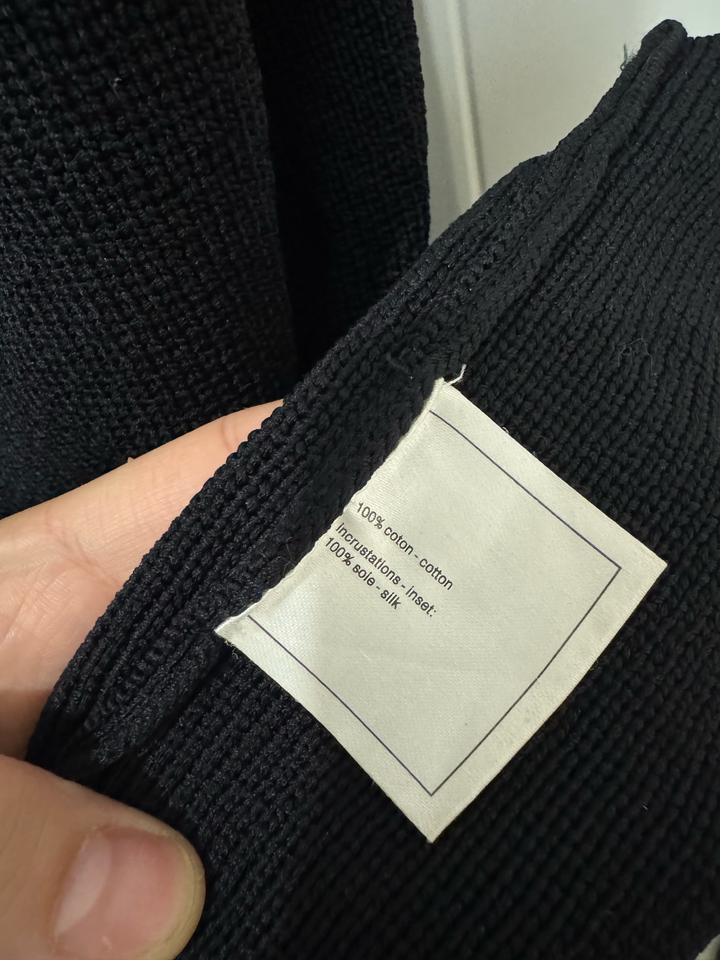 100% coton - cotton
Incrustations - inset:
100% soie - silk